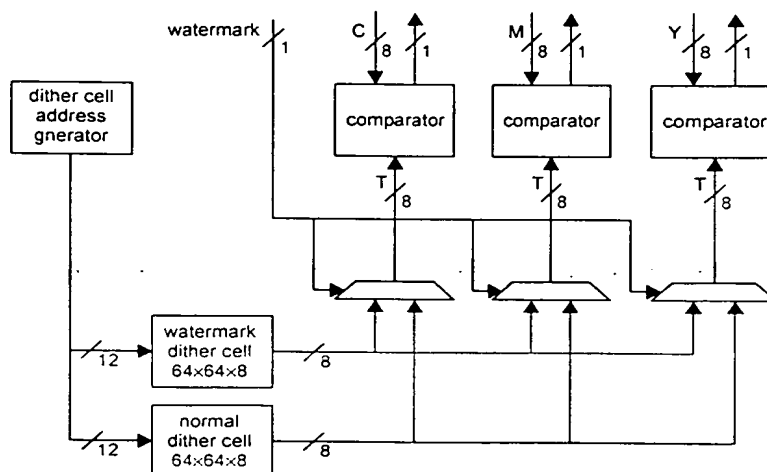 watermark
1
C
8
1
M
8
1
Y
8
1
dither cell
address
gnerator
comparator
comparator
comparator
T
8
T
8
T
8
12
watermark
dither cell
64×64×8
8
12
normal
dither cell
64×64×8
8